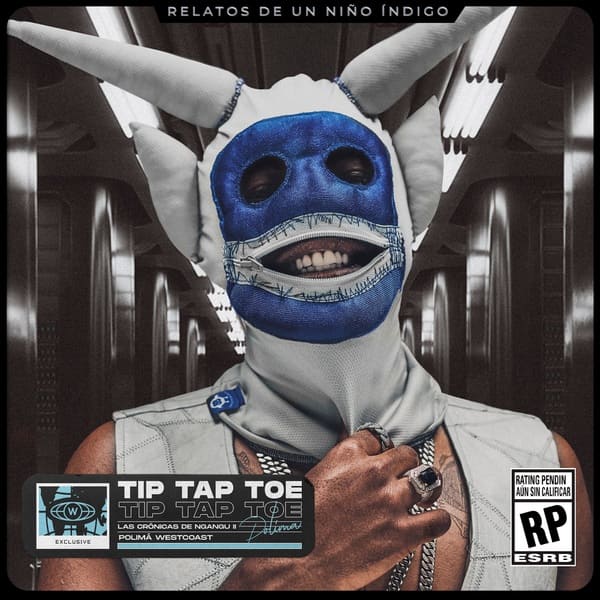 RELATOS DE UN NIÑO ÍNDIGO
TIP TAP TOE
TIP TAP TOE
LAS CRÓNICAS DE NGANGU II
Dolima
POLIMÁ WESTCOAST
W
EXCLUSIVE
RATING PENDIN
AÚN SIN CALIFICAR
RP
ESRB